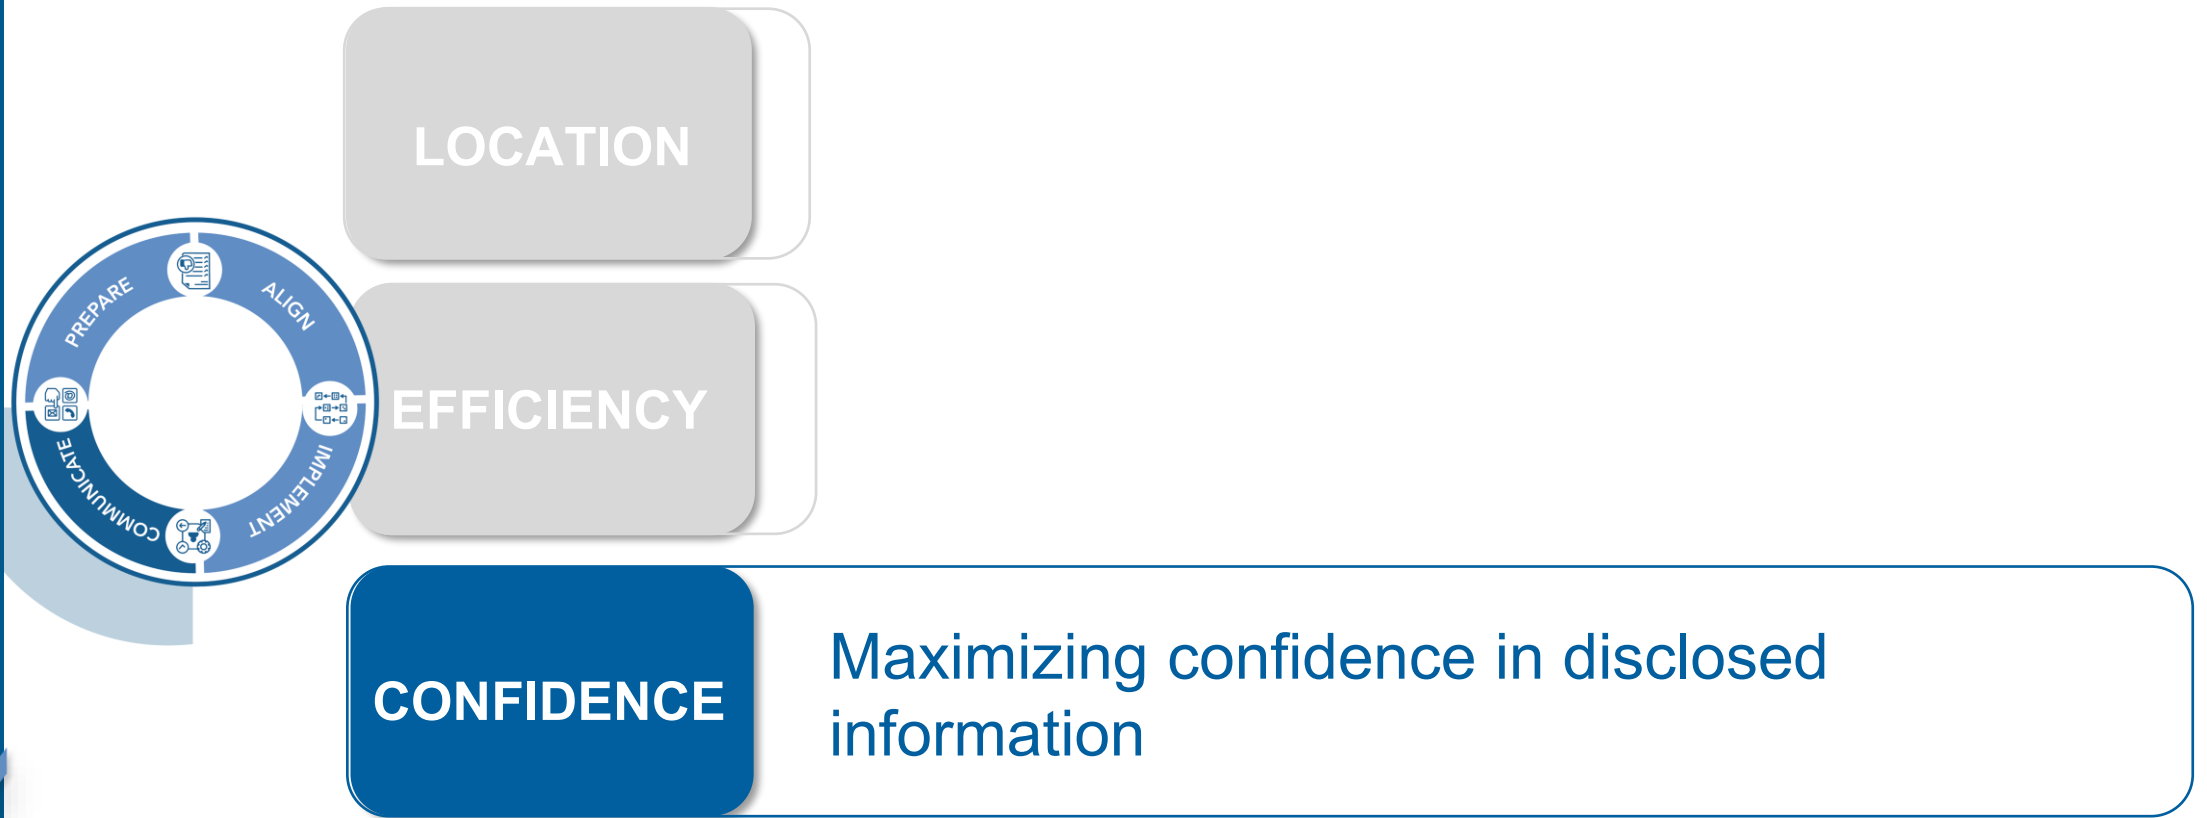 LOCATION
PREPARE
ALIGN
EFFICIENCY
COMMUNICATE
IMPLEMENT
CONFIDENCE
Maximizing confidence in disclosed
information